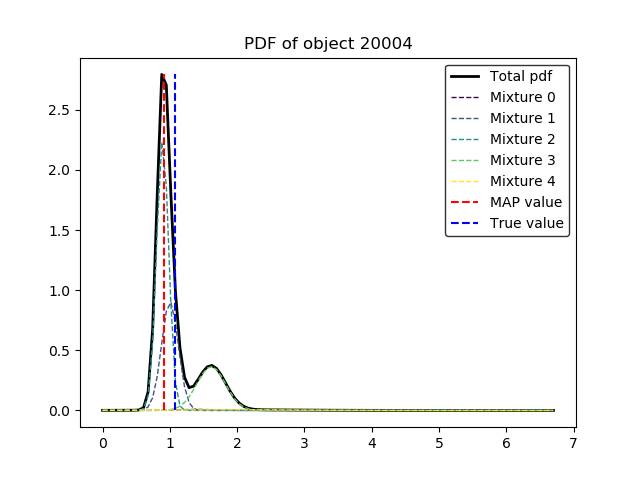 PDF of object 20004
Total pdf
Mixture 0
Mixture 1
Mixture 2
Mixture 3
Mixture 4
MAP value
True value
2.5
2.0
1.5
1.0
0.5
0.0
0 1 2 3 4 5 6 7